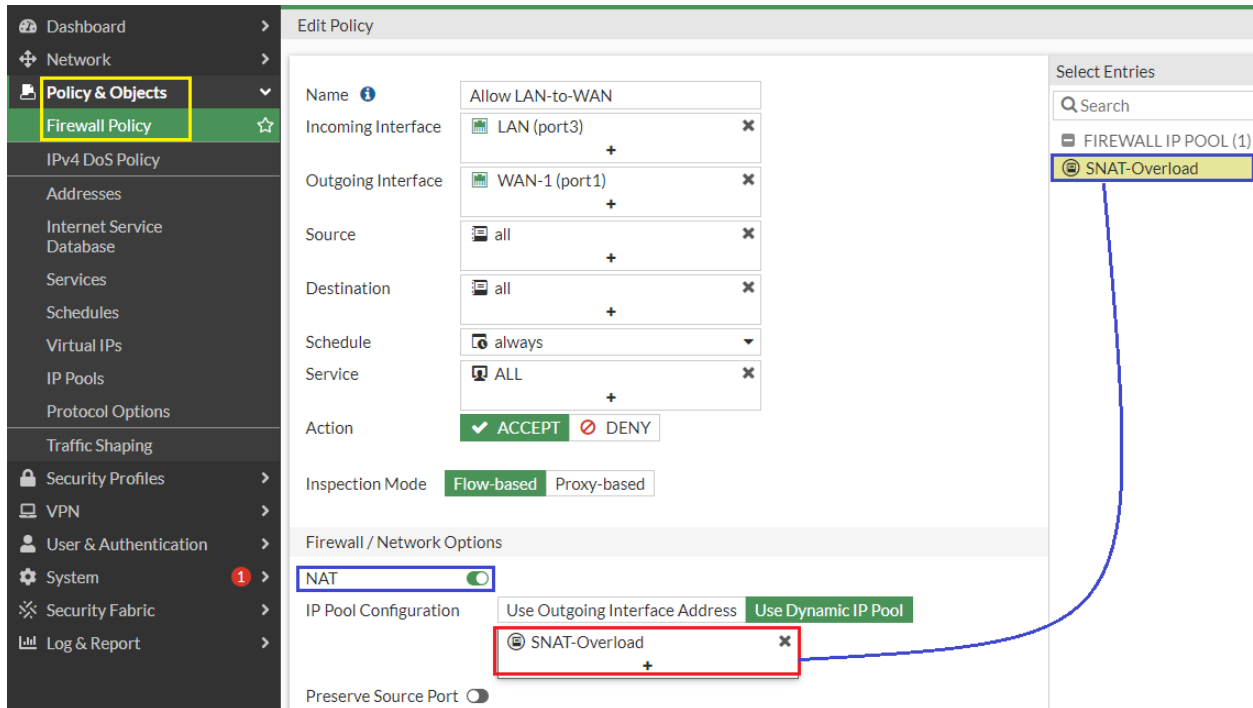 Dashboard
Network
Policy & Objects
Firewall Policy
IPv4 DoS Policy
Addresses
Internet Service
Database
Services
Schedules
Virtual IPs
IP Pools
Protocol Options
Traffic Shaping
Security Profiles
VPN
User & Authentication
System 1
Security Fabric
Log & Report
Edit Policy
Name
Allow LAN-to-WAN
Incoming Interface
LAN (port3)
+
Outgoing Interface
WAN-1 (port1)
+
Source
all
+
Destination
all
+
Schedule
always
Service
ALL
+
Action
ACCEPT DENY
Inspection Mode
Flow-based Proxy-based
Firewall / Network Options
NAT
IP Pool Configuration
Use Outgoing Interface Address Use Dynamic IP Pool
SNAT-Overload
+
Preserve Source Port
Select Entries
Search
FIREWALL IP POOL (1)
SNAT-Overload